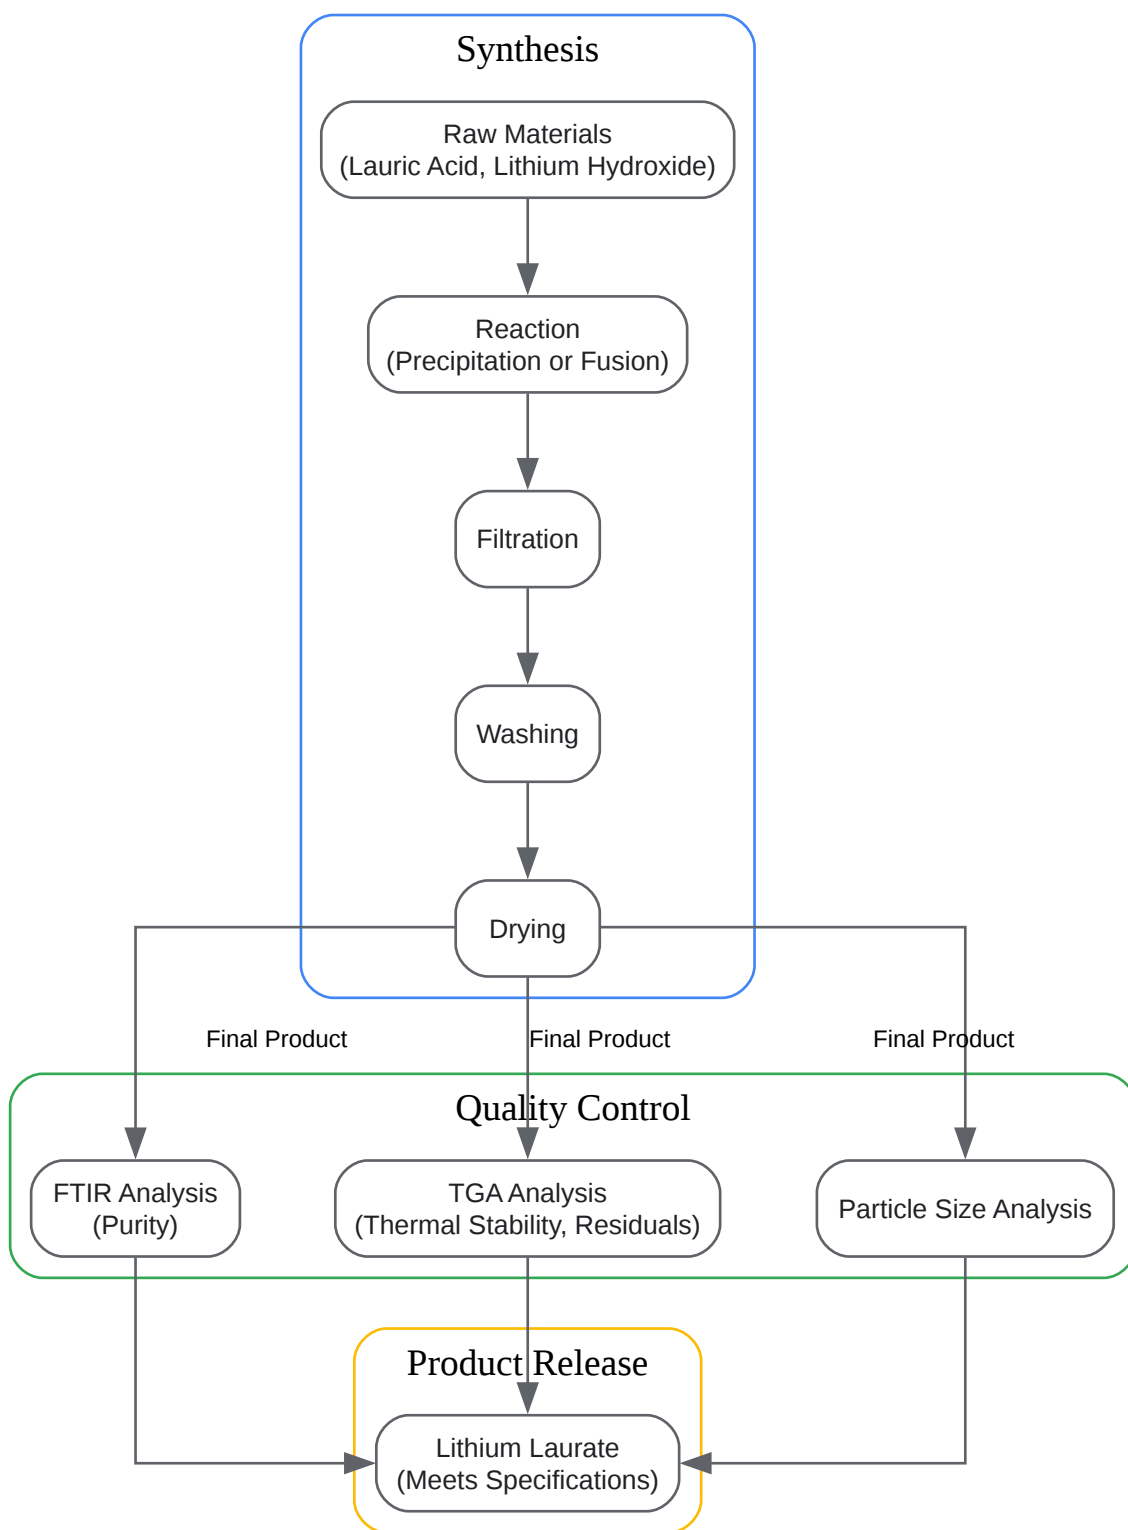 Synthesis
Raw Materials
(Lauric Acid, Lithium Hydroxide)
Reaction
(Precipitation or Fusion)
Filtration
Washing
Drying
Final Product
Final Product
Final Product
Quality Control
FTIR Analysis
(Purity)
TGA Analysis
(Thermal Stability, Residuals)
Particle Size Analysis
Product Release
Lithium Laurate
(Meets Specifications)